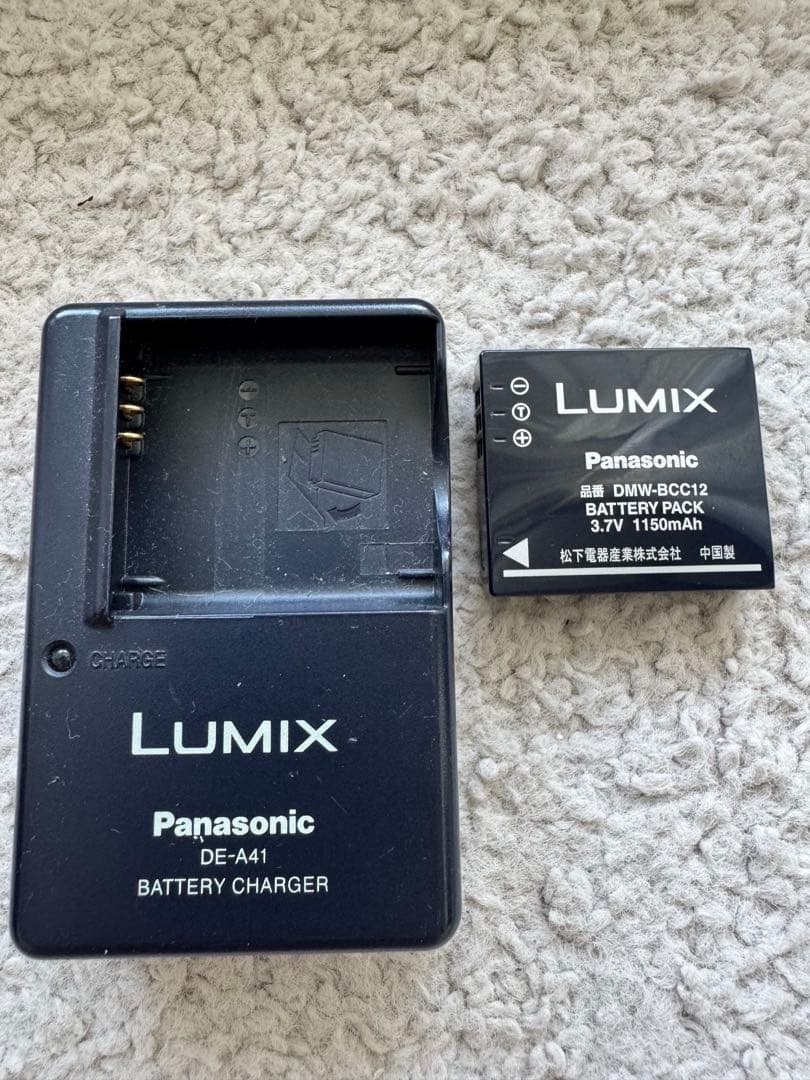 CHARGE
LUMIX
Panasonic
DE-A41
BATTERY CHARGER
⊖
Ⓣ
⊕
⊖
Ⓣ
⊕
LUMIX
Panasonic
品番 DMW-BCC12
BATTERY PACK
3.7V 1150mAh
松下電器産業株式会社 中国製